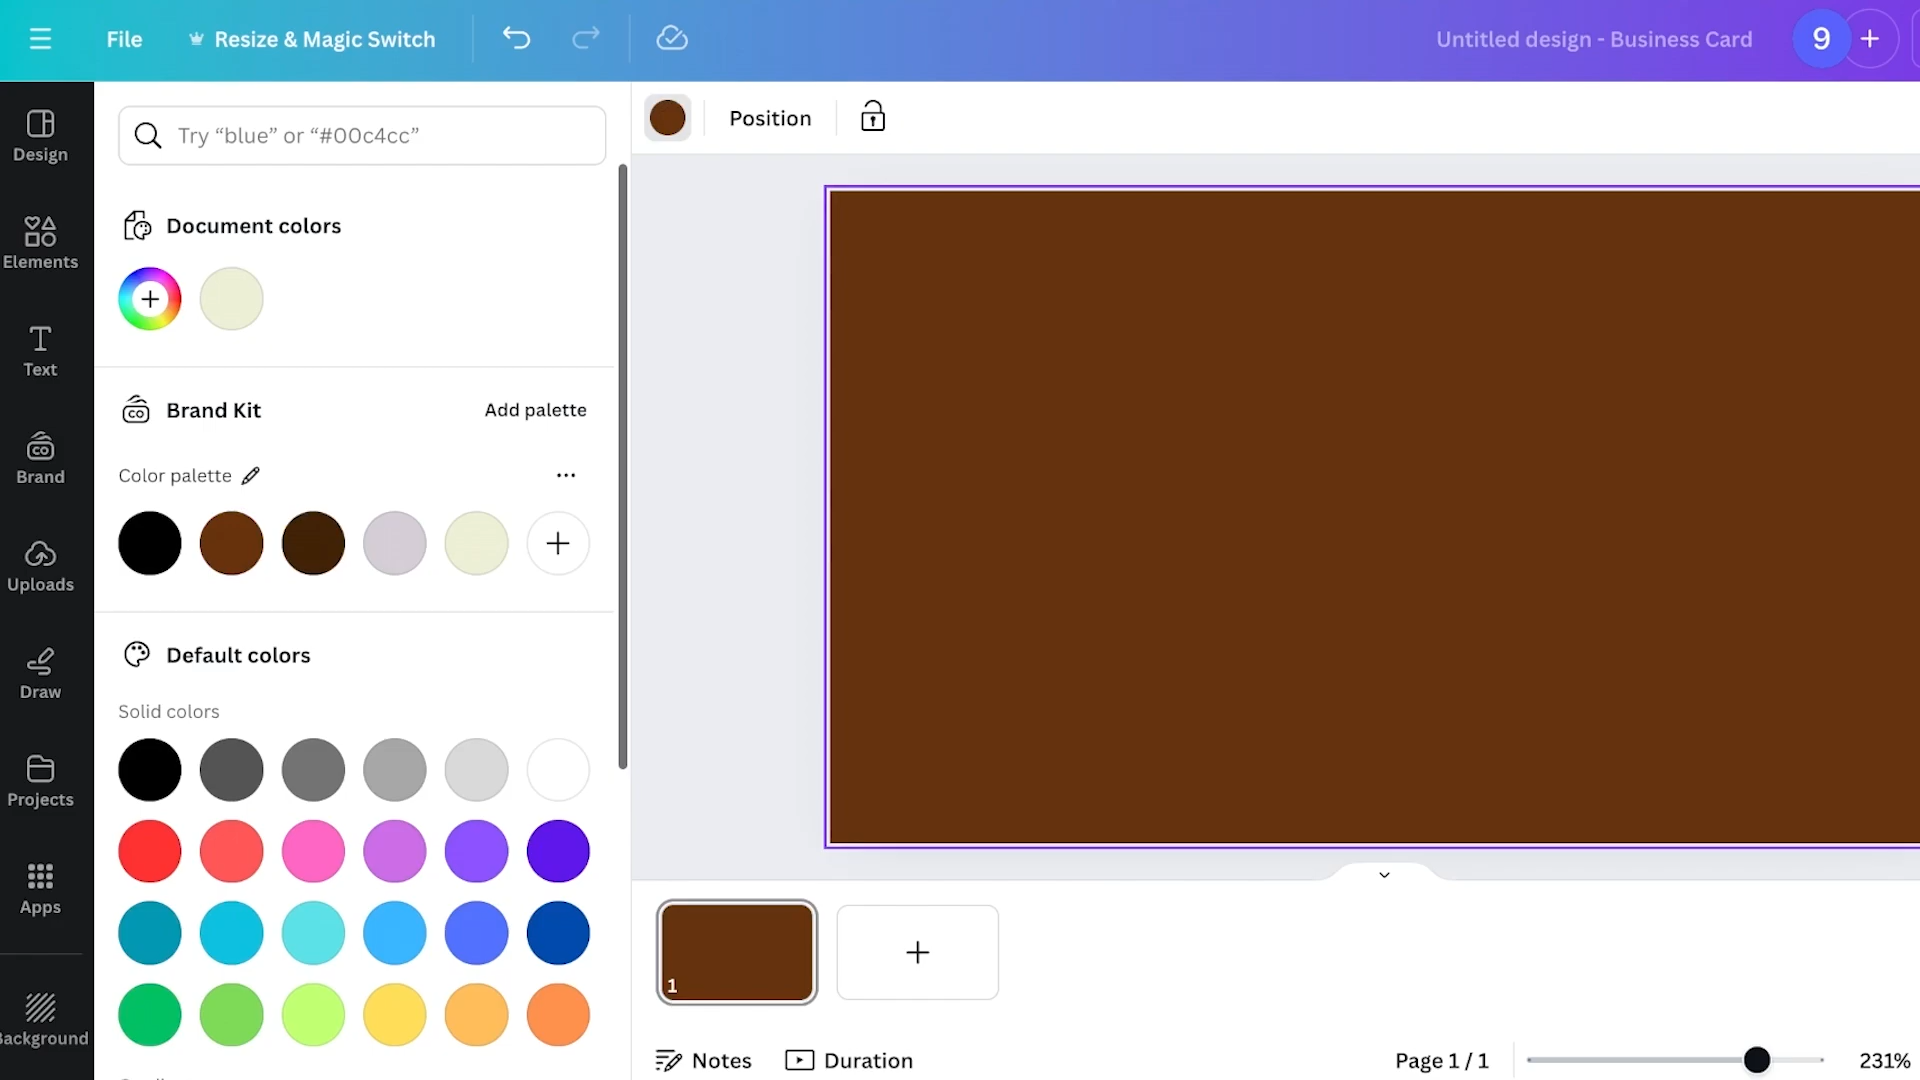 File
Resize & Magic Switch
Untitled design - Business Card
9
Design
Elements
Text
Brand
Uploads
Draw
Projects
Apps
Background
Try “blue” or “#00c4cc”
Document colors
Brand Kit
Add palette
Color palette
Default colors
Solid colors
Position
1
Notes
Duration
Page 1 / 1
231%